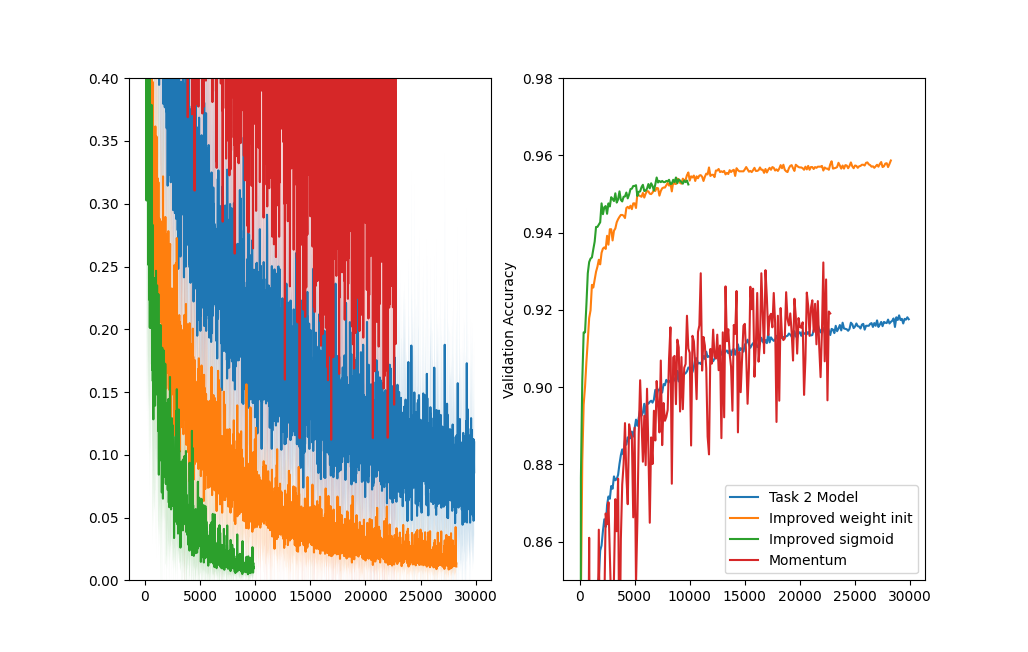 0.40
0.35
0.30
0.25
0.20
0.15
0.10
0.05
0.00
0 5000 10000 15000 20000 25000 30000
Validation Accuracy
0.98
0.96
0.94
0.92
0.90
0.88
0.86
0 5000 10000 15000 20000 25000 30000
Task 2 Model
Improved weight init
Improved sigmoid
Momentum